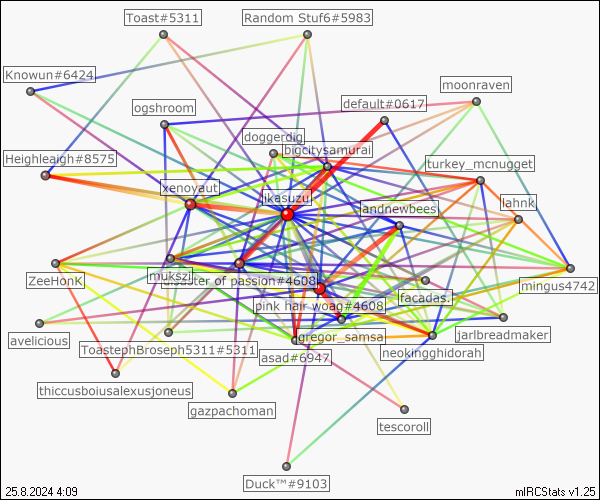 Toast#5311
Random Stuf6#5983
Knowun#6424
moonraven
default#0617
ogshroom
doggerdig
bigcitysamurai
Heighleaigh#8575
turkey_mcnugget
xenoyaut
ikasuzu
lahnk
andnewbees
mukszi
disaster of passion#4608
ZeeHonK
mingus4742
facadas.
pink hair woag#4608
avelicious
gregor_samsa
jarlbreadmaker
ToastephBroseph5311#5311
asad#6947
neokingghidorah
thiccusboiusalexusjoneus
gazpachoman
tescoroll
Duck™#9103
25.8.2024 4:09
mIRCStats v1.25